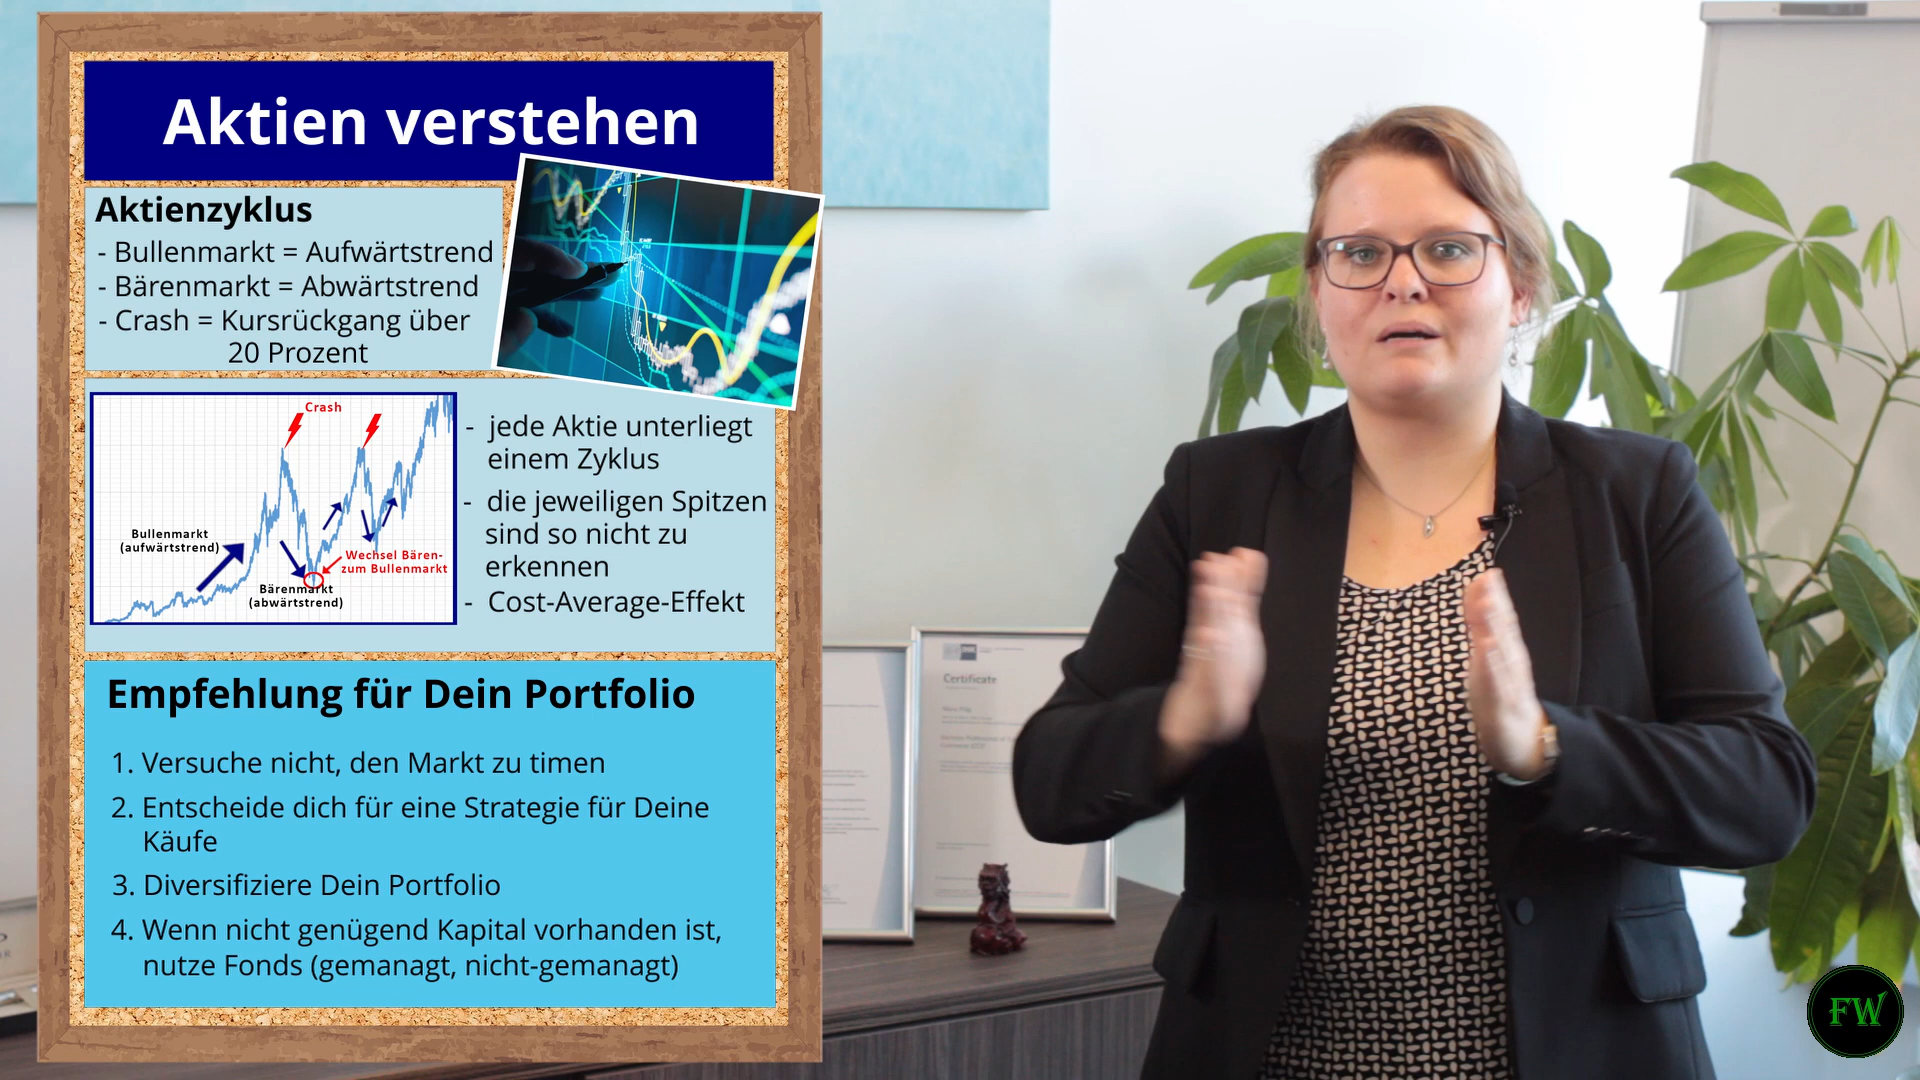 Aktien verstehen
Aktienzyklus
- Bullenmarkt = Aufwärtstrend
- Bärenmarkt = Abwärtstrend
- Crash = Kursrückgang über
20 Prozent
Crash
Bullenmarkt
(aufwärtstrend)
Wechsel Bären-
zum Bullenmarkt
Bärenmarkt
(abwärtstrend)
- jede Aktie unterliegt
einem Zyklus
- die jeweiligen Spitzen
sind so nicht zu
erkennen
- Cost-Average-Effekt
Empfehlung für Dein Portfolio
1. Versuche nicht, den Markt zu timen
2. Entscheide dich für eine Strategie für Deine
Käufe
3. Diversifiziere Dein Portfolio
4. Wenn nicht genügend Kapital vorhanden ist,
nutze Fonds (gemanagt, nicht-gemanagt)
Certificate
FW